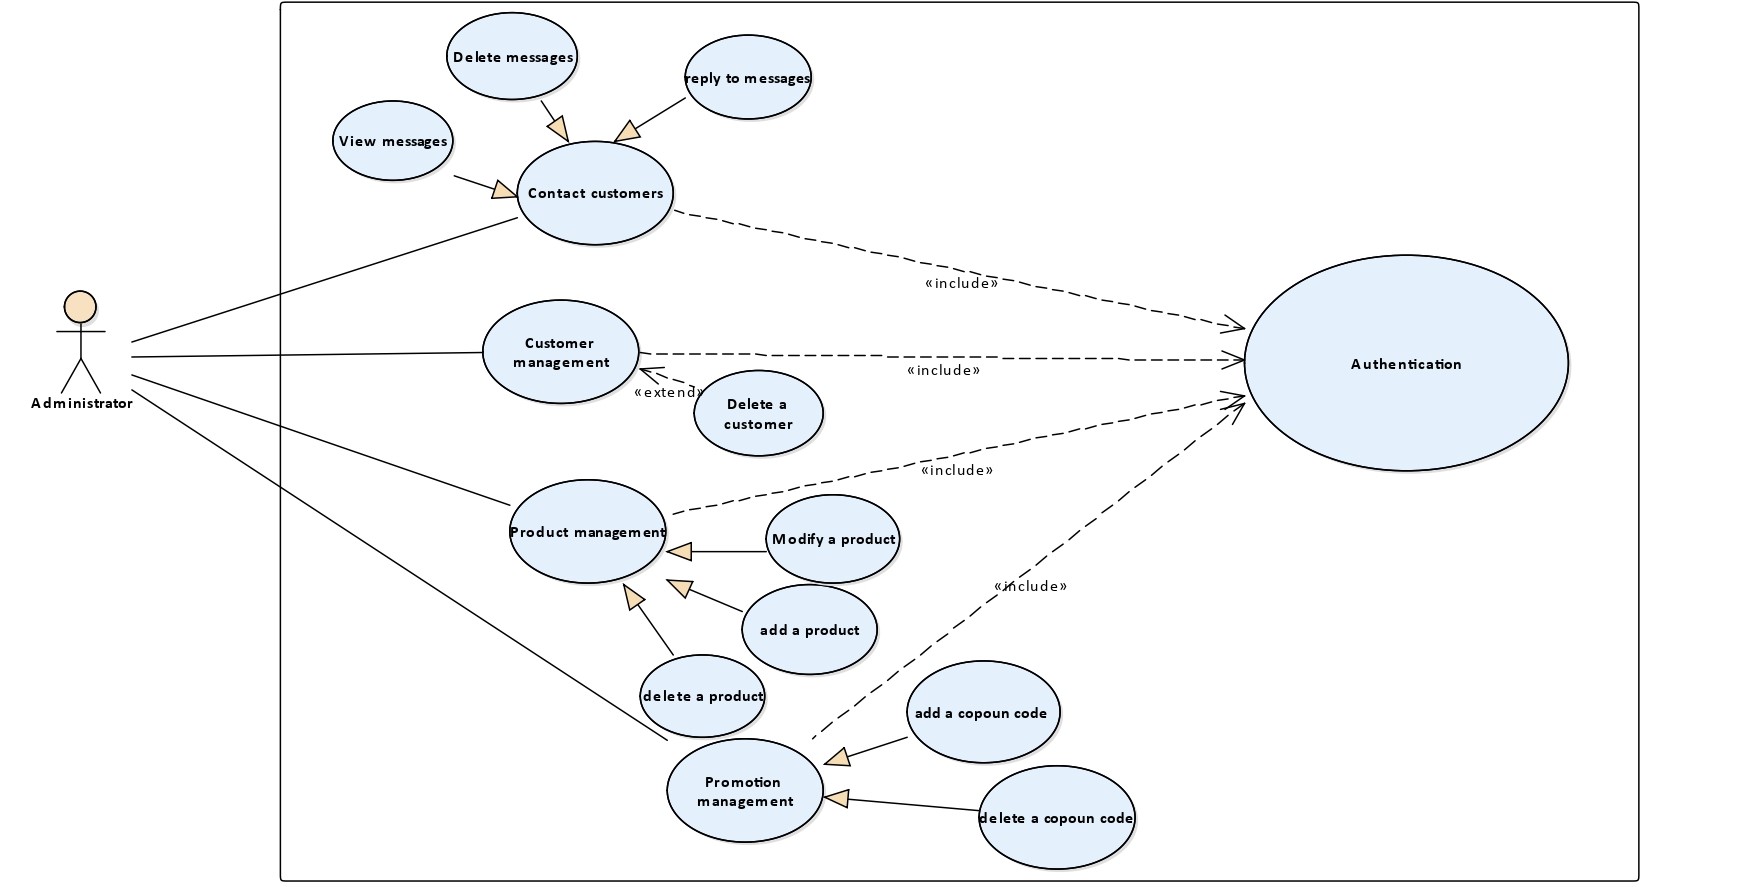 Delete messages
reply to messages
View messages
Contact customers
«include»
Administrator
Customer
management
Authentication
«include»
«extend»
Delete a
customer
«include»
Product management
Modify a product
«include»
add a product
delete a product
add a copoun code
Promotion
management
delete a copoun code